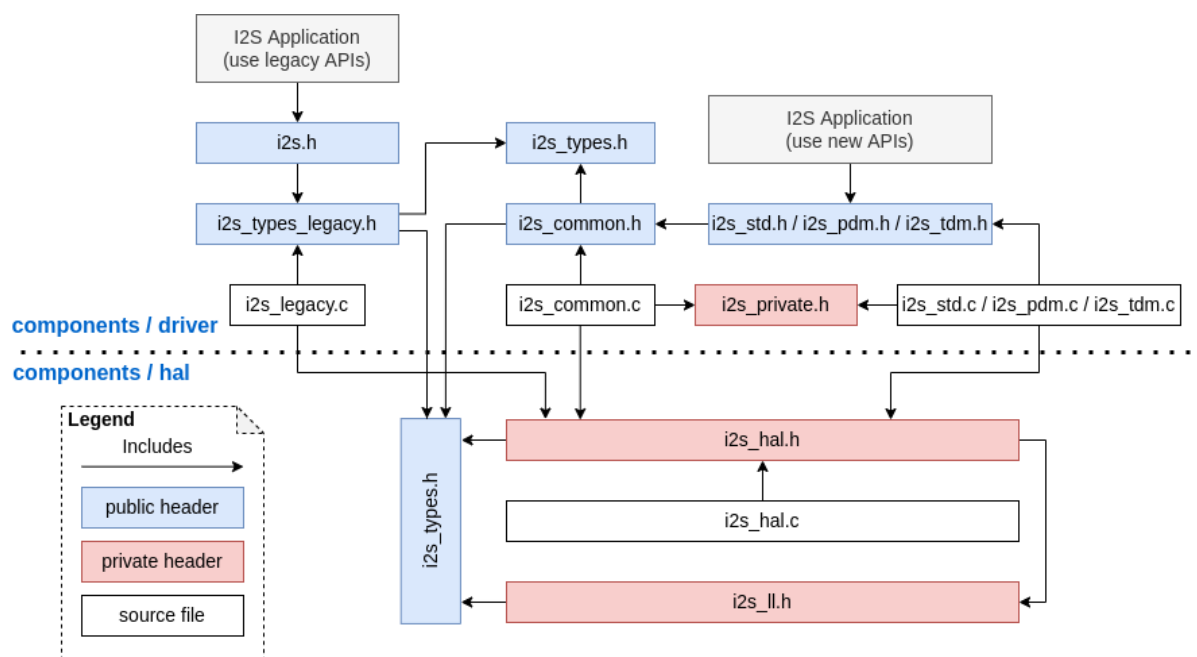 I2S Application
(use legacy APIs)
I2S Application
(use new APIs)
i2s.h
i2s_types.h
i2s_types_legacy.h
i2s_common.h
i2s_std.h / i2s_pdm.h / i2s_tdm.h
i2s_legacy.c
i2s_common.c
i2s_private.h
i2s_std.c / i2s_pdm.c / i2s_tdm.c
components / driver
components / hal
Legend
Includes
public header
private header
source file
i2s_types.h
i2s_hal.h
i2s_hal.c
i2s_ll.h